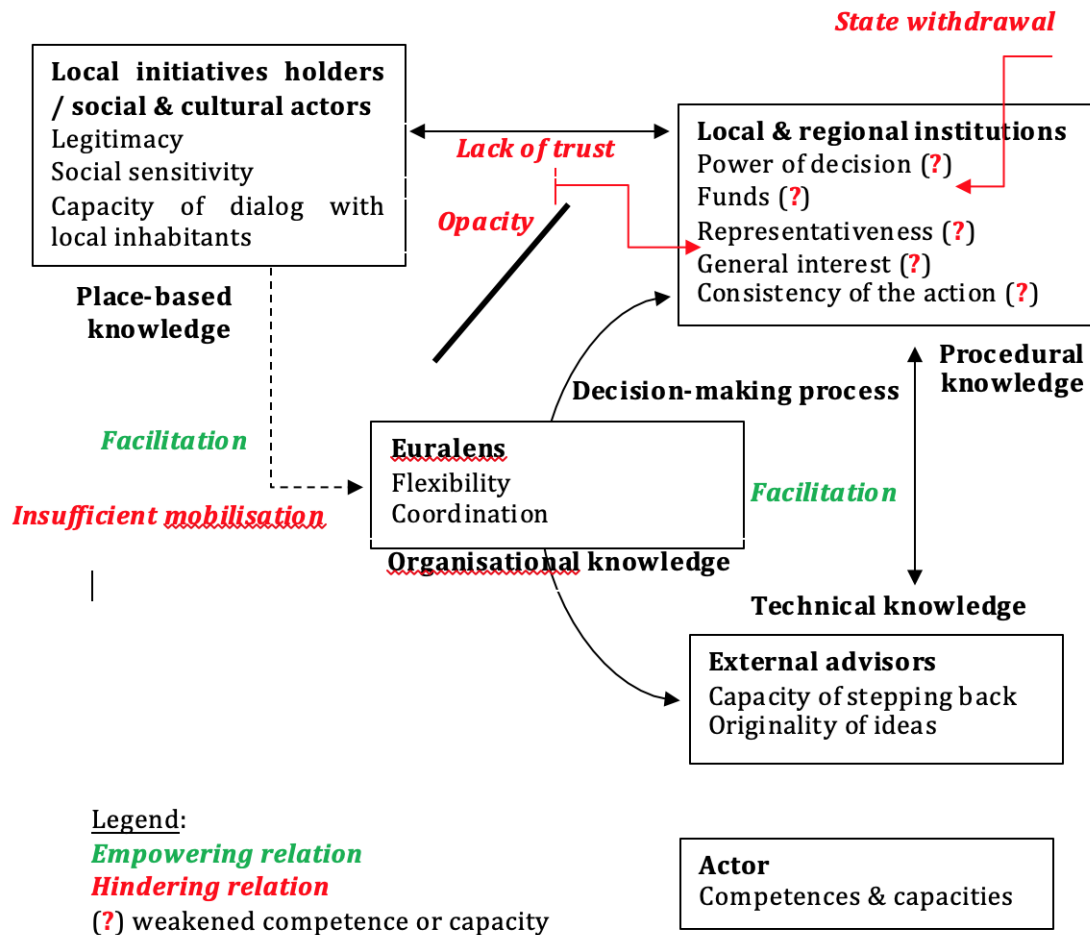 State withdrawal
Local initiatives holders
/ social & cultural actors
Legitimacy
Social sensitivity
Capacity of dialog with
local inhabitants
Lack of trust
Opacity
Local & regional institutions
Power of decision (?)
Funds (?)
Representativeness (?)
General interest (?)
Consistency of the action (?)
Place-based
knowledge
Decision-making process
Procedural
knowledge
Facilitation
Insufficient mobilisation
Euralens
Flexibility
Coordination
Organisational knowledge
Facilitation
Technical knowledge
External advisors
Capacity of stepping back
Originality of ideas
Legend:
Empowering relation
Hindering relation
(?) weakened competence or capacity
Actor
Competences & capacities